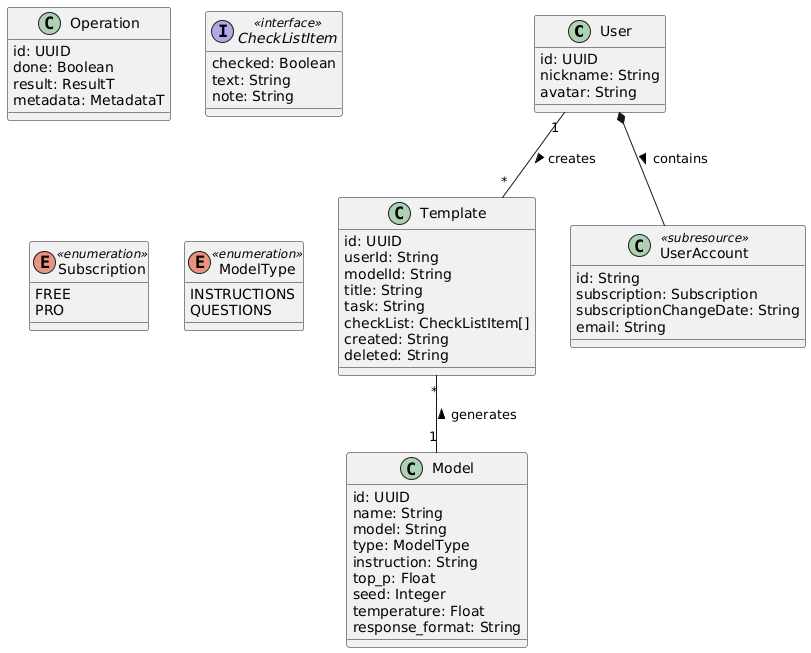 C Operation
id: UUID
done: Boolean
result: ResultT
metadata: MetadataT
I «interface»
CheckListItem
checked: Boolean
text: String
note: String
C User
id: UUID
nickname: String
avatar: String
1
creates
*
contains
E «enumeration»
Subscription
FREE
PRO
E «enumeration»
ModelType
INSTRUCTIONS
QUESTIONS
C Template
id: UUID
userId: String
modelId: String
title: String
task: String
checkList: CheckListItem[]
created: String
deleted: String
C «subresource»
UserAccount
id: String
subscription: Subscription
subscriptionChangeDate: String
email: String
*
generates
1
C Model
id: UUID
name: String
model: String
type: ModelType
instruction: String
top_p: Float
seed: Integer
temperature: Float
response_format: String